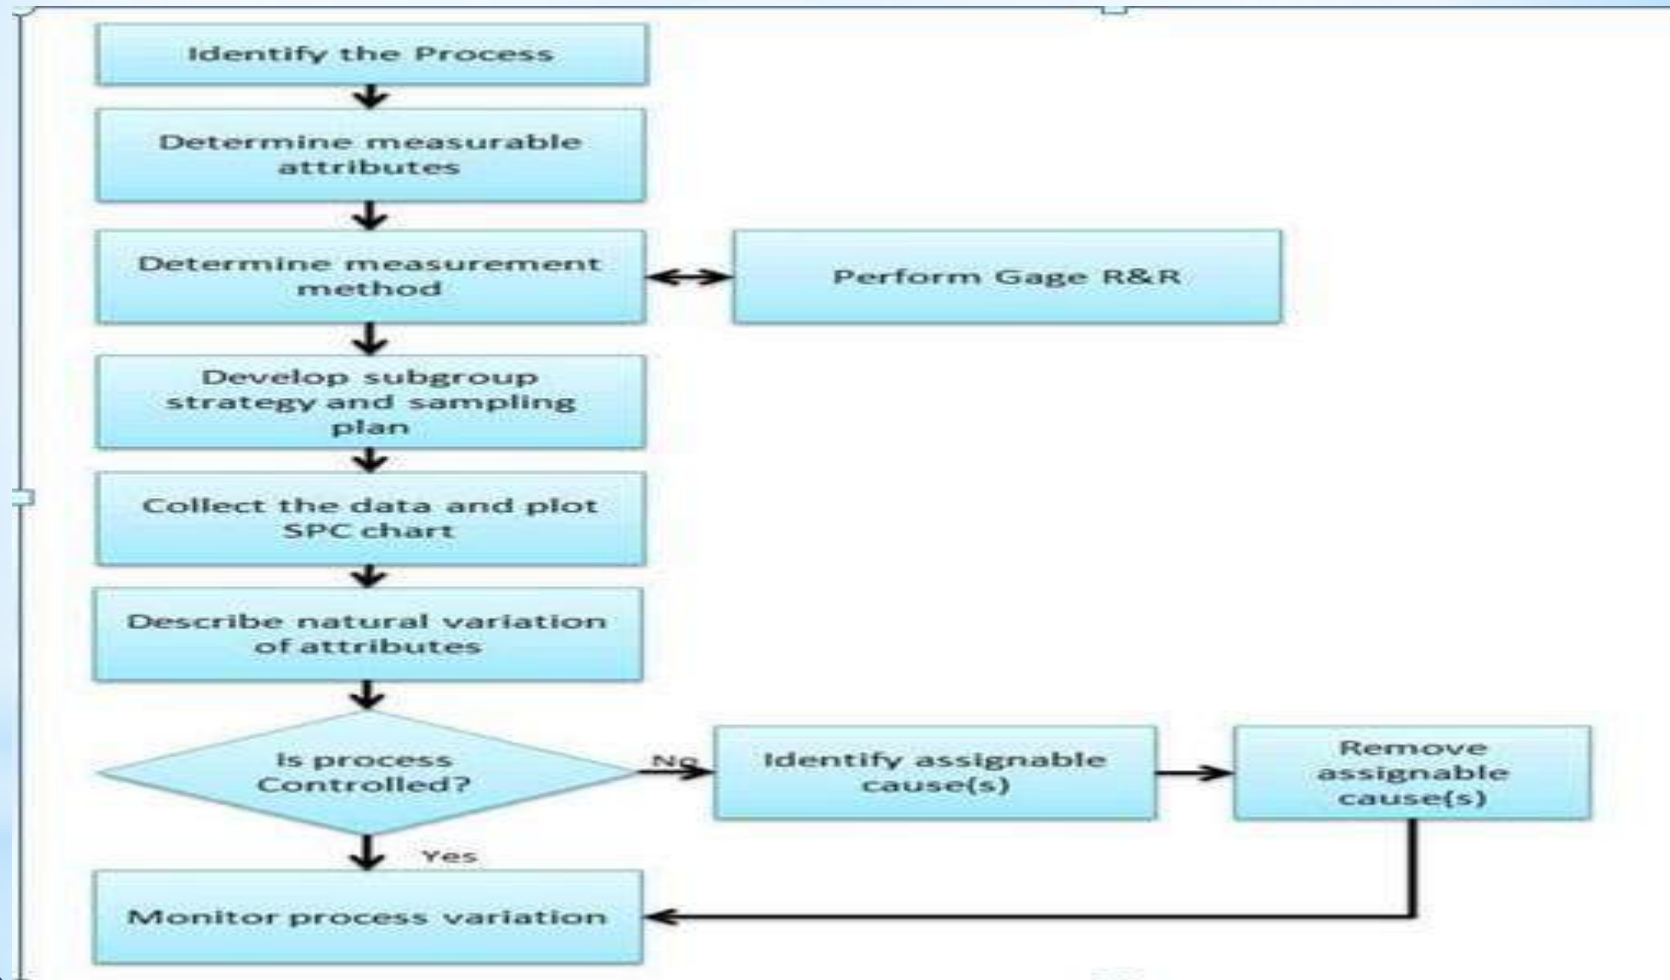 Identify the Process
Determine measurable
attributes
Determine measurement
method
Perform Gage R&R
Develop subgroup
strategy and sampling
plan
Collect the data and plot
SPC chart
Describe natural variation
of attributes
Is process
Controlled?
No
Identify assignable
cause(s)
Remove
assignable
cause(s)
Yes
Monitor process variation